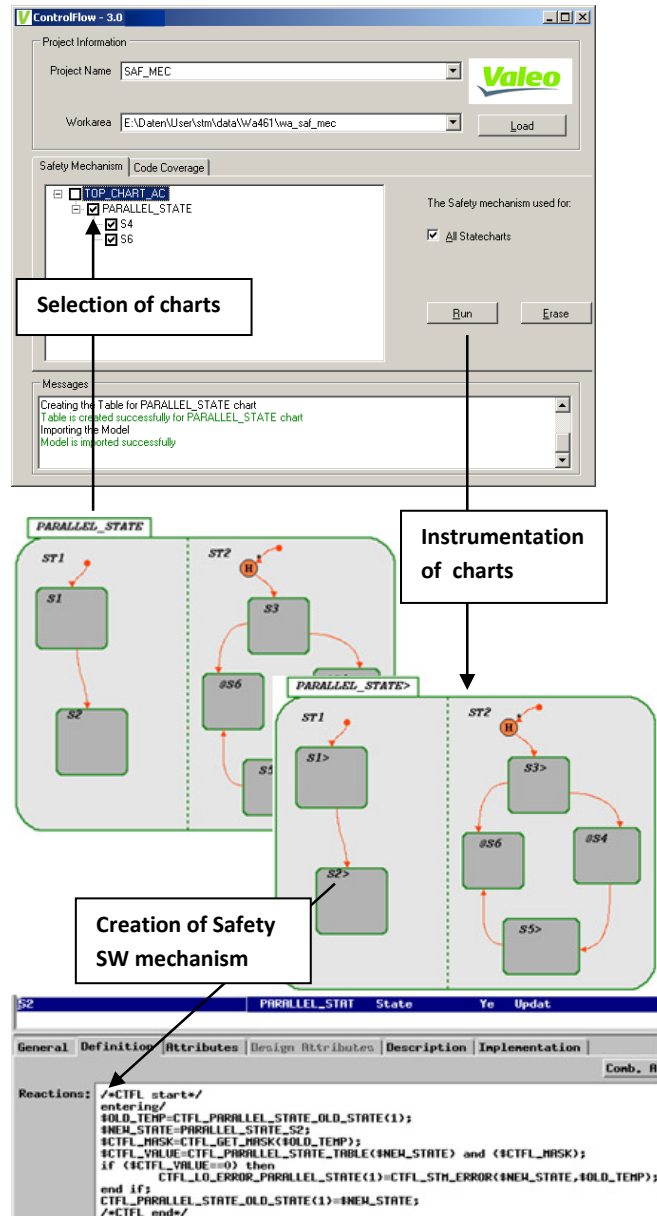 ControlFlow - 3.0
Project Information
Project Name SAF_MEC
Valeo
Workarea E:\Daten\User\stm\data\Wa461\wa_saf_mec
Load
Safety Mechanism Code Coverage
TOP_CHART_AC
PARALLEL_STATE
S4
S6
The Safety mechanism used for:
All Statecharts
Selection of charts
Run Erase
Messages
Creating the Table for PARALLEL_STATE chart
Table is created successfully for PARALLEL_STATE chart
Importing the Model
Model is imported successfully
PARALLEL_STATE
ST1
ST2
H
S1
S3
@S6
S2
S5
Instrumentation
of charts
PARALLEL_STATE>
ST1
ST2
H
S1>
S3>
@S6
@S4
S2>
S5>
Creation of Safety
SW mechanism
S2 PARALLEL_STAT State Ye Updat
General Definition Attributes Design Attributes Description Implementation
Comb. A
Reactions:
/*CTFL start*/
entering/
$OLD_TEMP=CTFL_PARALLEL_STATE_OLD_STATE(1);
$NEW_STATE=PARALLEL_STATE_S2;
$CTFL_MASK=CTFL_GET_MASK($OLD_TEMP);
$CTFL_VALUE=CTFL_PARALLEL_STATE_TABLE($NEW_STATE) and ($CTFL_MASK);
if ($CTFL_VALUE==0) then
CTFL_LO_ERROR_PARALLEL_STATE(1)=CTFL_STM_ERROR($NEW_STATE,$OLD_TEMP);
end if;
CTFL_PARALLEL_STATE_OLD_STATE(1)=$NEW_STATE;
/*CTFL end*/